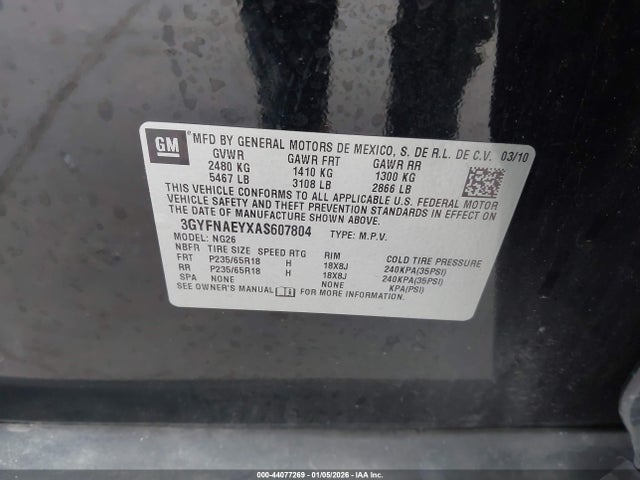 GM
®MFD BY GENERAL MOTORS DE MEXICO, S. DE R.L. DE C.V. 03/10
GVWR GAWR FRT GAWR RR
2480 KG 1410 KG 1300 KG
5467 LB 3108 LB 2866 LB
THIS VEHICLE CONFORMS TO ALL APPLICABLE U.S. FEDERAL MOTOR
VEHICLE SAFETY AND THEFT PREVENTION STANDARDS IN EFFECT ON THE
DATE OF MANUFACTURE SHOWN ABOVE.
3GYFNAEYXAS607804 TYPE: M.P.V.
MODEL: NG26
NBFR TIRE SIZE SPEED RTG RIM COLD TIRE PRESSURE
FRT P235/65R18 H 18X8J 240KPA(35PSI)
RR P235/65R18 H 18X8J 240KPA(35PSI)
SPA NONE NONE KPA(PSI)
SEE OWNER'S MANUAL FOR MORE INFORMATION.
000-44077269 - 01/05/2026 - IAA Inc.